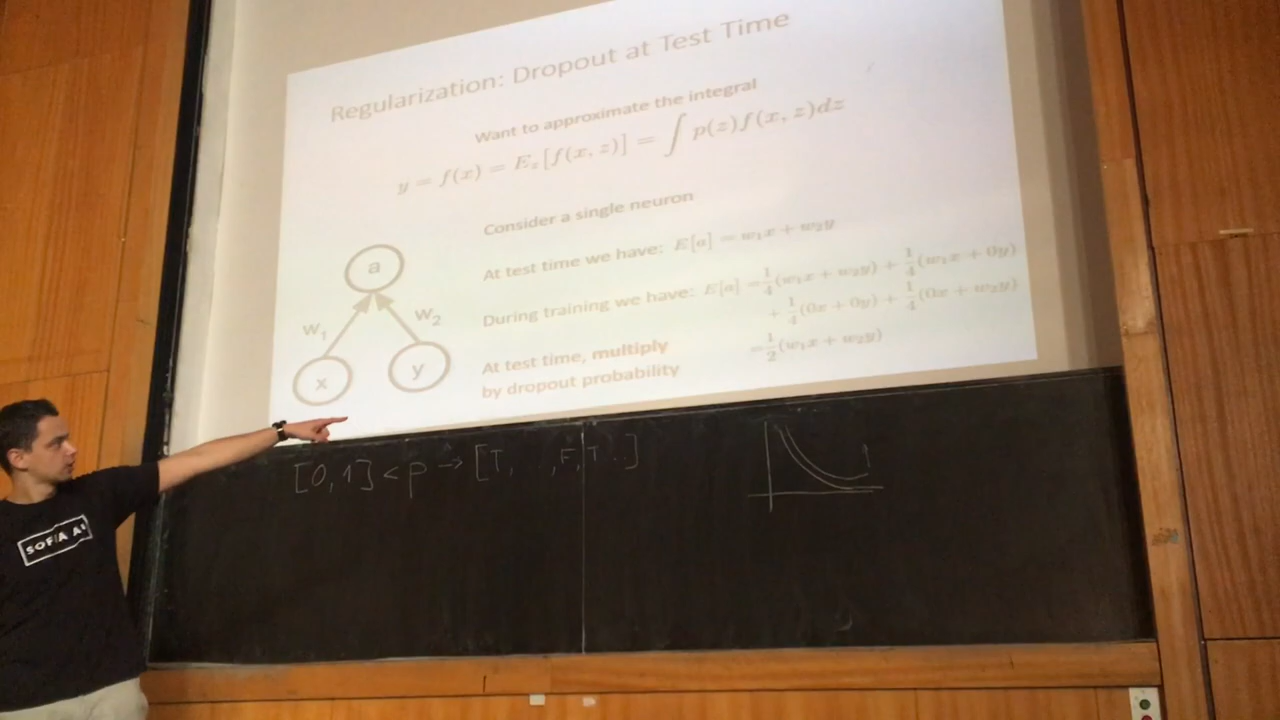 Regularization: Dropout at Test Time
Want to approximate the integral
y = f(x) = E_z[f(x, z)] = ∫ p(z)f(x, z)dz
Consider a single neuron
At test time we have: E[a] = w₁x + w₂y
During training we have: E[a] = 1/4(w₁x + w₂y) + 1/4(w₁x + 0y)
+ 1/4(0x + 0y) + 1/4(0x + w₂y)
= 1/2(w₁x + w₂y)
At test time, multiply
by dropout probability
a
w₁
w₂
x
y
[0,1] < p → [T, . . , F, T . .]
SOFIA AI